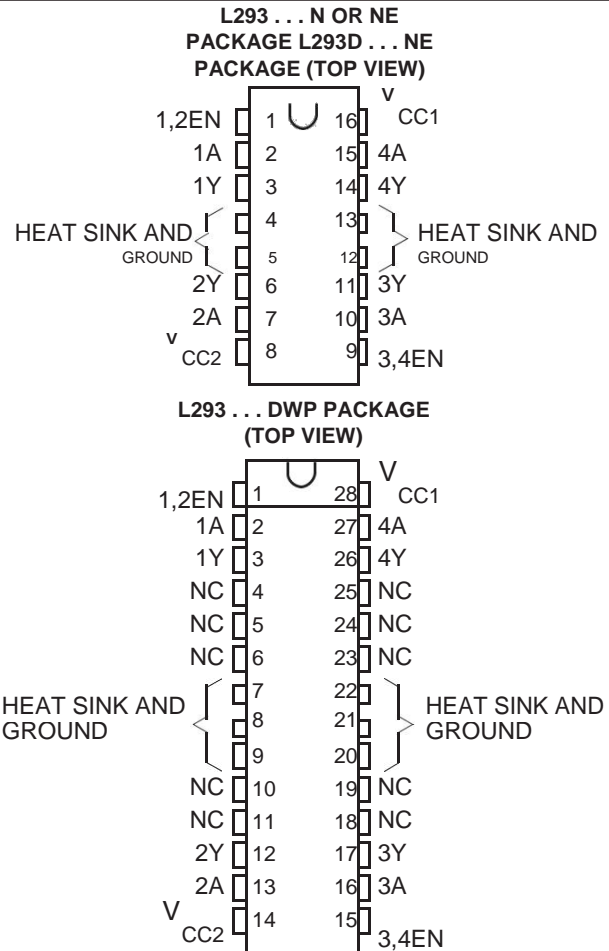 L293 . . . N OR NE
PACKAGE L293D . . . NE
PACKAGE (TOP VIEW)
1,2EN 1 16 VCC1
1A 2 15 4A
1Y 3 14 4Y
HEAT SINK AND 4 13 HEAT SINK AND
GROUND 5 12 GROUND
2Y 6 11 3Y
2A 7 10 3A
VCC2 8 9 3,4EN
L293 . . . DWP PACKAGE
(TOP VIEW)
1,2EN 1 28 VCC1
1A 2 27 4A
1Y 3 26 4Y
NC 4 25 NC
NC 5 24 NC
NC 6 23 NC
7 22
HEAT SINK AND 8 21 HEAT SINK AND
GROUND 9 20 GROUND
NC 10 19 NC
NC 11 18 NC
2Y 12 17 3Y
2A 13 16 3A
VCC2 14 15 3,4EN